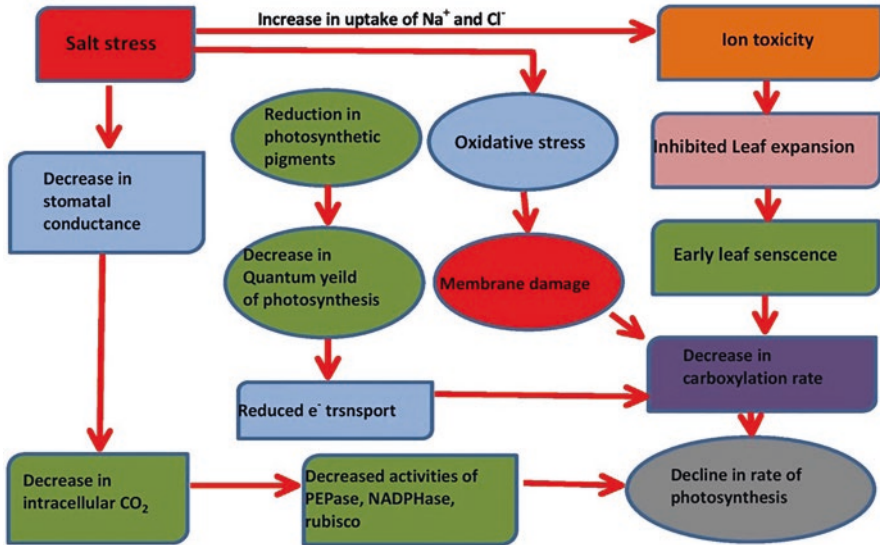 Increase in uptake of Na⁺ and Cl⁻
Salt stress
Ion toxicity
Reduction in
photosynthetic
pigments
Oxidative stress
Inhibited Leaf expansion
Decrease in
stomatal
conductance
Decrease in
Quantum yeild
of photosynthesis
Membrane damage
Early leaf senscence
Decrease in
carboxylation rate
Reduced e⁻ trsnsport
Decrease in
intracellular CO₂
Decreased activities of
PEPase, NADPHase,
rubisco
Decline in rate of
photosynthesis